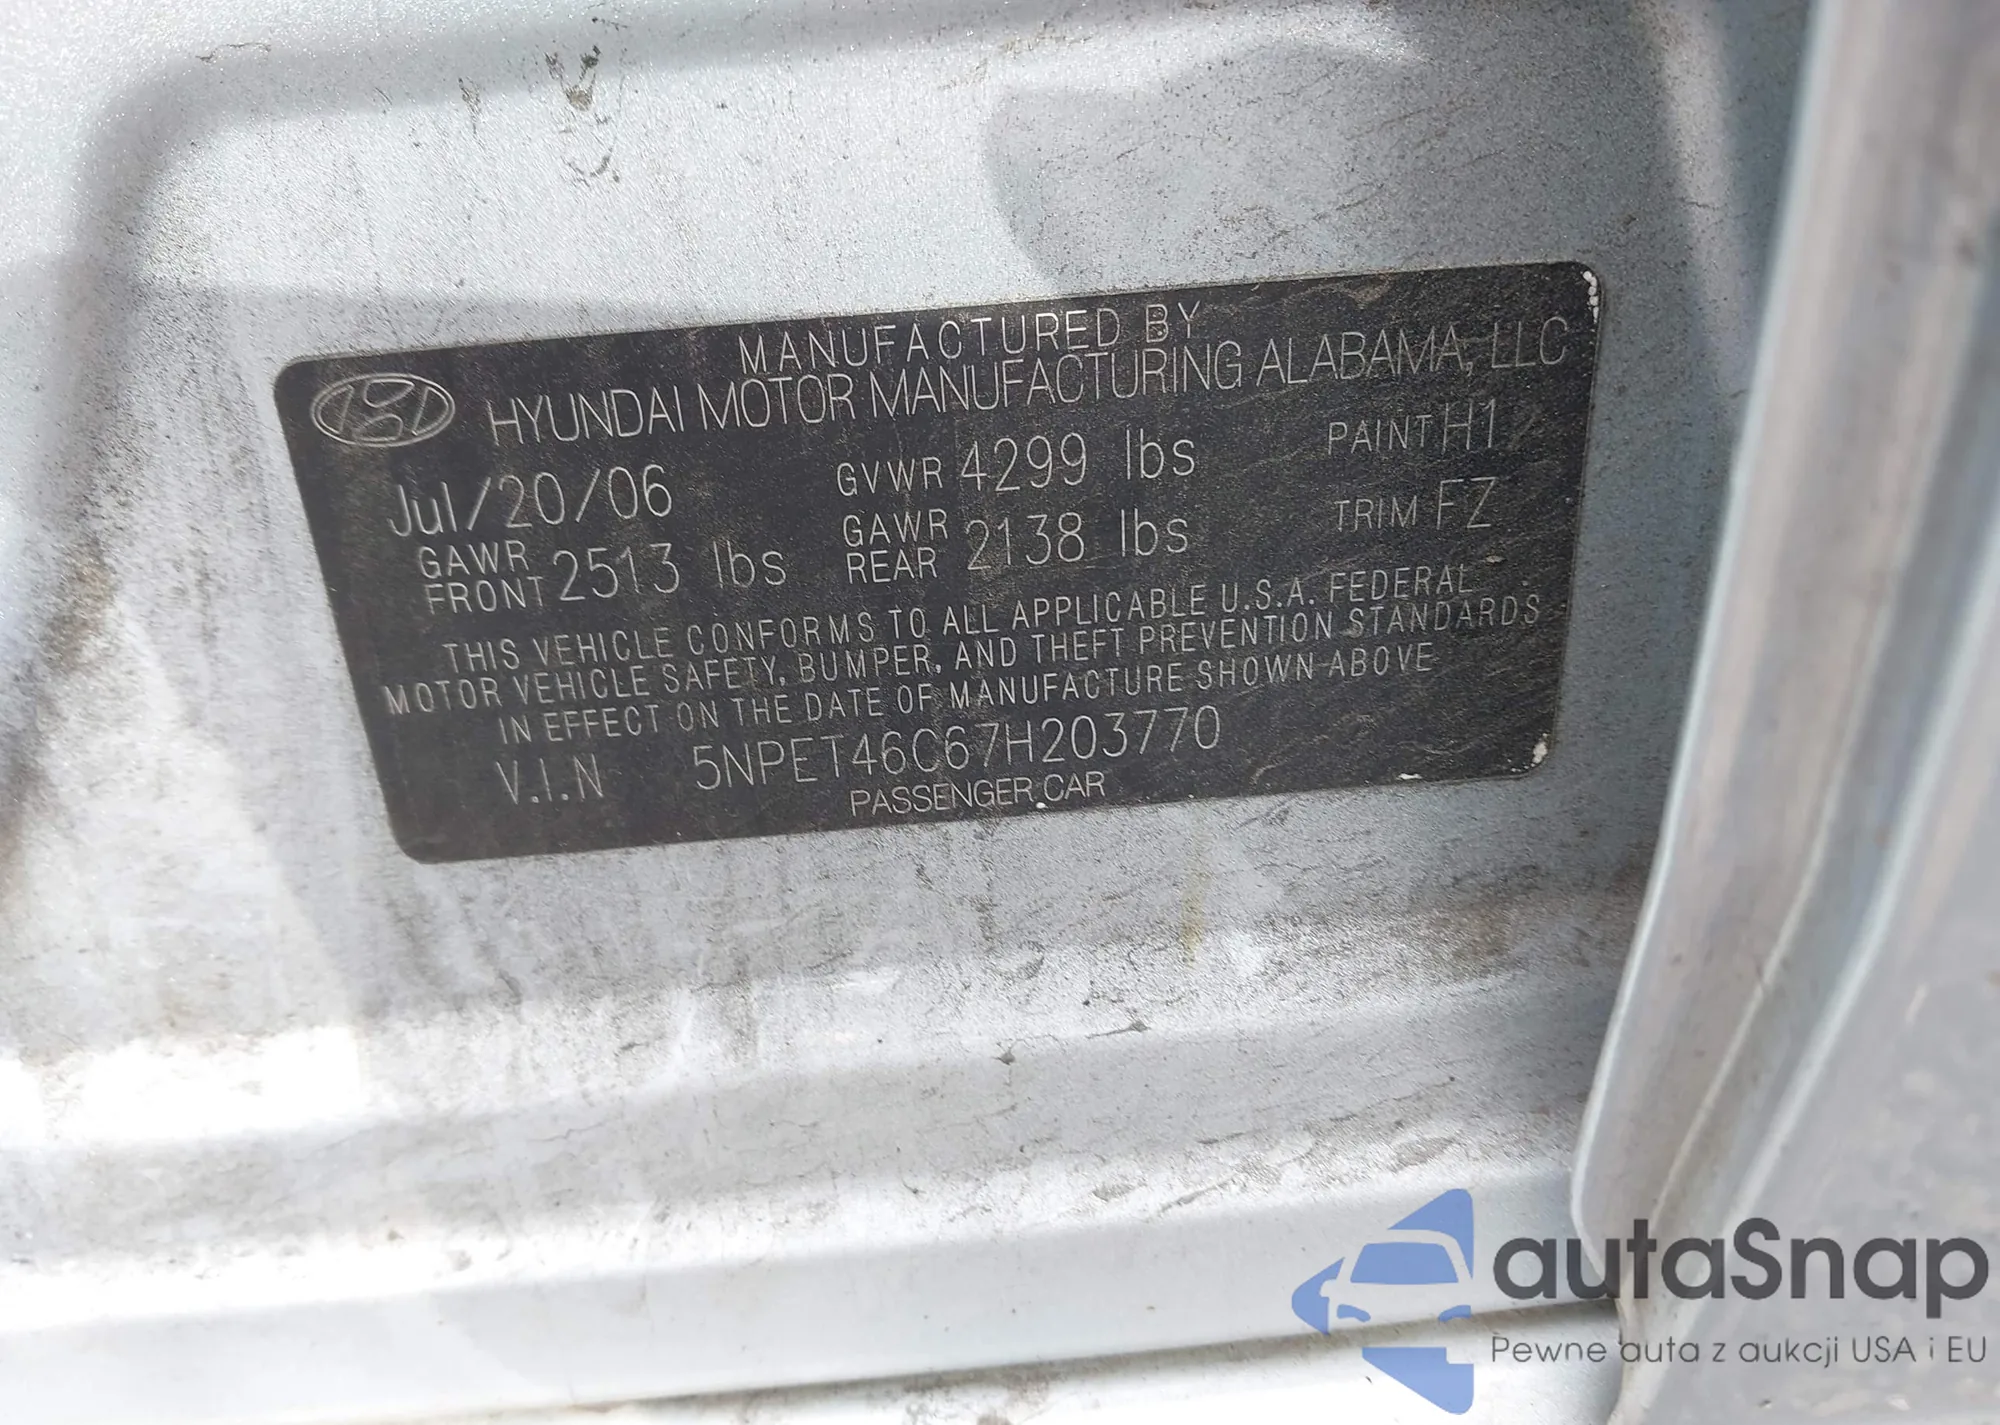 MANUFACTURED BY
HYUNDAI MOTOR MANUFACTURING ALABAMA, LLC
Jul/20/06 GVWR 4299 lbs PAINT H1
GAWR FRONT 2513 lbs GAWR REAR 2138 lbs TRIM FZ
THIS VEHICLE CONFORMS TO ALL APPLICABLE U.S.A. FEDERAL
MOTOR VEHICLE SAFETY, BUMPER, AND THEFT PREVENTION STANDARDS
IN EFFECT ON THE DATE OF MANUFACTURE SHOWN ABOVE
V.I.N 5NPET46C67H203770
PASSENGER CAR
autaSnap
Pewne auta z aukcji USA i EU